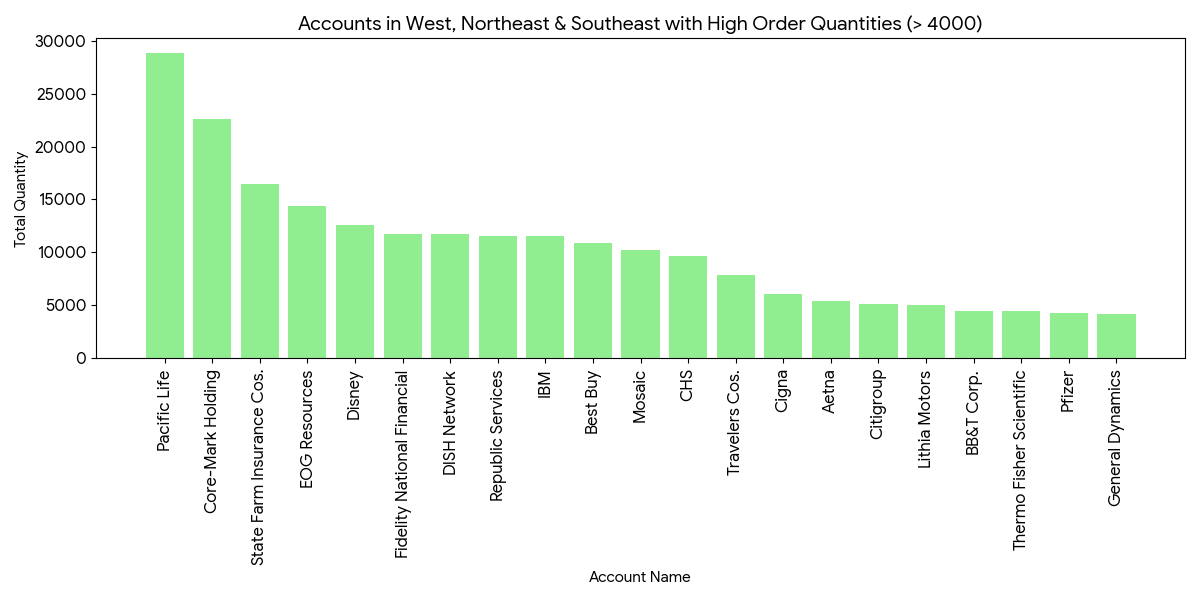 Accounts in West, Northeast & Southeast with High Order Quantities (> 4000)
30000
25000
20000
15000
10000
5000
0
Total Quantity
Pacific Life
Core-Mark Holding
State Farm Insurance Cos.
EOG Resources
Disney
Fidelity National Financial
DISH Network
Republic Services
IBM
Best Buy
Mosaic
CHS
Travelers Cos.
Cigna
Aetna
Citigroup
Lithia Motors
BB&T Corp.
Thermo Fisher Scientific
Pfizer
General Dynamics
Account Name